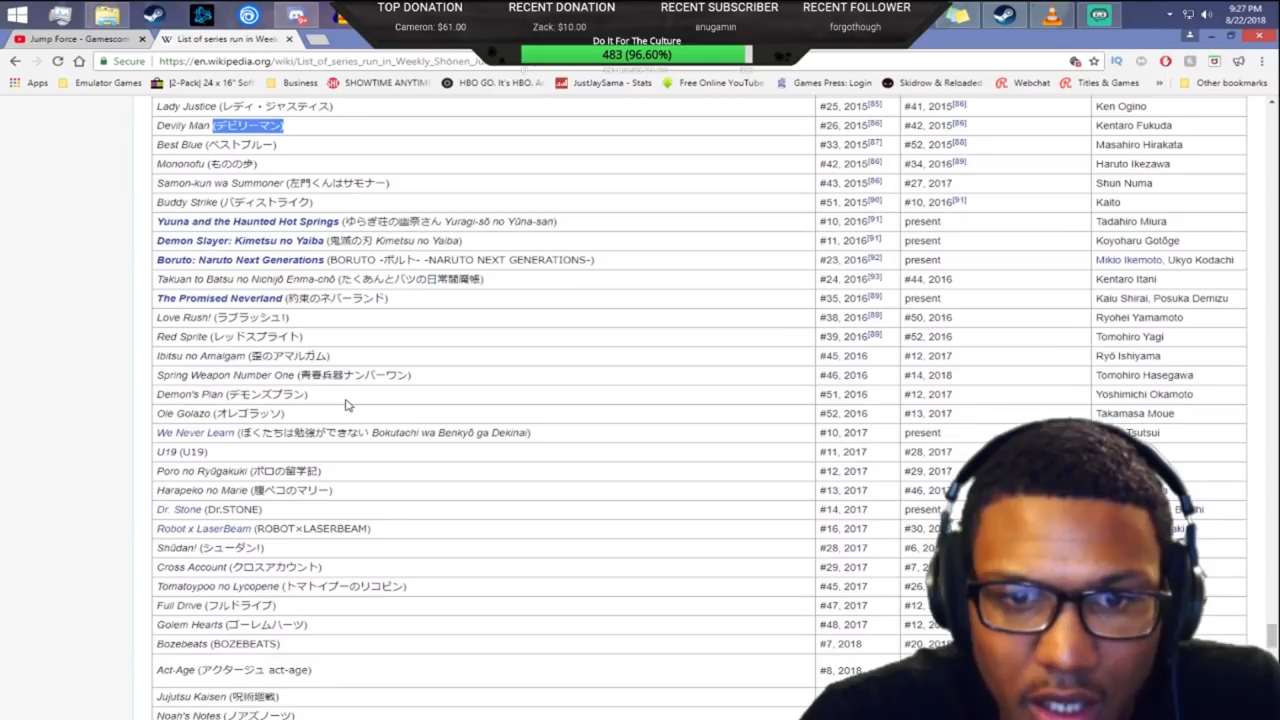 TOP DONATION
Cameron: $61.00
RECENT DONATION
Zack: $10.00
RECENT SUBSCRIBER
anugamin
RECENT FOLLOWER
forgothough
Do It For The Culture
483 (96.60%)
9:27 PM
8/22/2018
Jump Force - Gamescom
List of series run in Week
Secure
https://en.wikipedia.org/wiki/List_of_series_run_in_Weekly_Shōnen_Ju
Apps
Emulator Games
|2-Pack| 24 x 16" Soft
Business
SHOWTIME ANYTIM
HBO GO. It's HBO. A
JustJaySama - Stats
Free Online YouTube
Games Press: Login
Skidrow & Reloaded
Webchat
Titles & Games
Other bookmarks
Lady Justice (レディ・ジャスティス) #25, 2015[85] #41, 2015[86] Ken Ogino
Devily Man (デビリーマン) #26, 2015[86] #42, 2015[86] Kentaro Fukuda
Best Blue (ベストブルー) #33, 2015[87] #52, 2015[88] Masahiro Hirakata
Mononofu (ものの歩) #42, 2015[86] #34, 2016[89] Haruto Ikezawa
Samon-kun wa Summoner (左門くんはサモナー) #43, 2015[86] #27, 2017 Shun Numa
Buddy Strike (バディストライク) #51, 2015[90] #10, 2016[91] Kaito
Yuuna and the Haunted Hot Springs (ゆらぎ荘の幽奈さん Yuragi-sō no Yūna-san) #10, 2016[91] present Tadahiro Miura
Demon Slayer: Kimetsu no Yaiba (鬼滅の刃 Kimetsu no Yaiba) #11, 2016[91] present Koyoharu Gotōge
Boruto: Naruto Next Generations (BORUTO -ボルト- -NARUTO NEXT GENERATIONS-) #23, 2016[92] present Mikio Ikemoto, Ukyo Kodachi
Takuan to Batsu no Nichijō Enma-chō (たくあんとバツの日常閻魔帳) #24, 2016[93] #44, 2016 Kentaro Itani
The Promised Neverland (約束のネバーランド) #35, 2016[89] present Kaiu Shirai, Posuka Demizu
Love Rush! (ラブラッシュ!) #38, 2016[89] #50, 2016 Ryohei Yamamoto
Red Sprite (レッドスプライト) #39, 2016[89] #52, 2016 Tomohiro Yagi
Ibitsu no Amalgam (歪のアマルガム) #45, 2016 #12, 2017 Ryō Ishiyama
Spring Weapon Number One (青春兵器ナンバーワン) #46, 2016 #14, 2018 Tomohiro Hasegawa
Demon's Plan (デモンズプラン) #51, 2016 #12, 2017 Yoshimichi Okamoto
Ole Golazo (オレゴラッソ) #52, 2016 #13, 2017 Takamasa Moue
We Never Learn (ぼくたちは勉強ができない Bokutachi wa Benkyō ga Dekinai) #10, 2017 present Tsutsui
U19 (U19) #11, 2017 #28, 2017
Poro no Ryūgakuki (ポロの留学記) #12, 2017 #29, 2017
Harapeko no Marie (腹ペコのマリー) #13, 2017 #46, 2017
Dr. Stone (Dr.STONE) #14, 2017 present
Robot x LaserBeam (ROBOT×LASERBEAM) #16, 2017 #30, 20
Shūdan! (シューダン!) #28, 2017 #6, 20
Cross Account (クロスアカウント) #29, 2017 #7, 2
Tomatoypoo no Lycopene (トマトイプーのリコピン) #45, 2017 #26,
Full Drive (フルドライブ) #47, 2017 #12,
Golem Hearts (ゴーレムハーツ) #48, 2017 #12,
Bozebeats (BOZEBEATS) #7, 2018 #20,
Act-Age (アクタージュ act-age) #8, 2018
Jujutsu Kaisen (呪術廻戦)
Noah's Notes (ノアズノーツ)